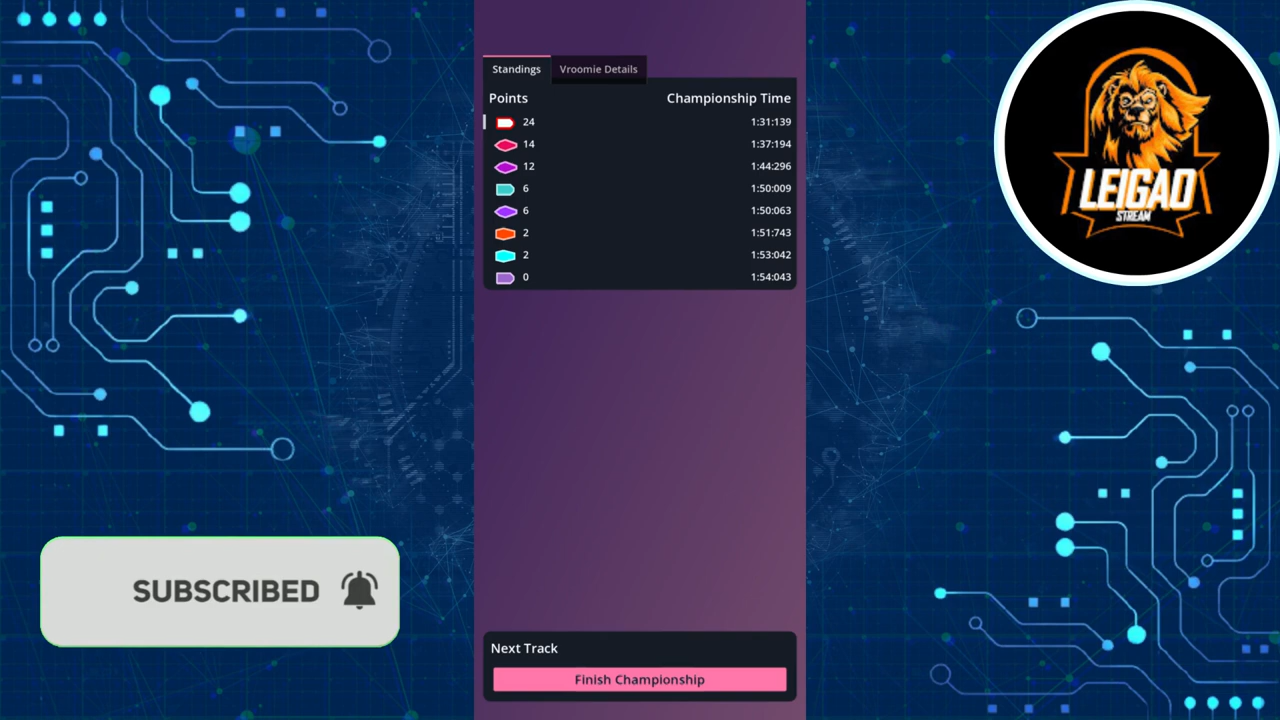 Standings Vroomie Details
Points Championship Time
24 1:31:139
14 1:37:194
12 1:44:296
6 1:50:009
6 1:50:063
2 1:51:743
2 1:53:042
0 1:54:043
LEIGAO
STREAM
SUBSCRIBED
Next Track
Finish Championship